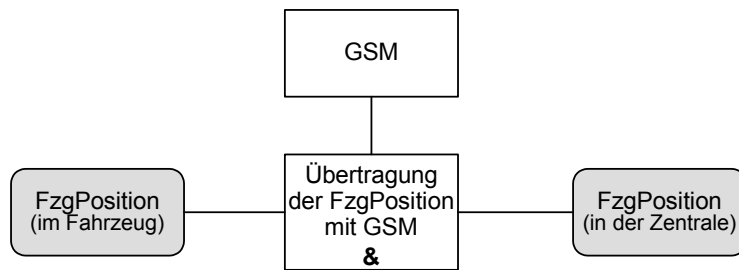 GSM
FzgPosition
(im Fahrzeug)
Übertragung
der FzgPosition
mit GSM
&
FzgPosition
(in der Zentrale)